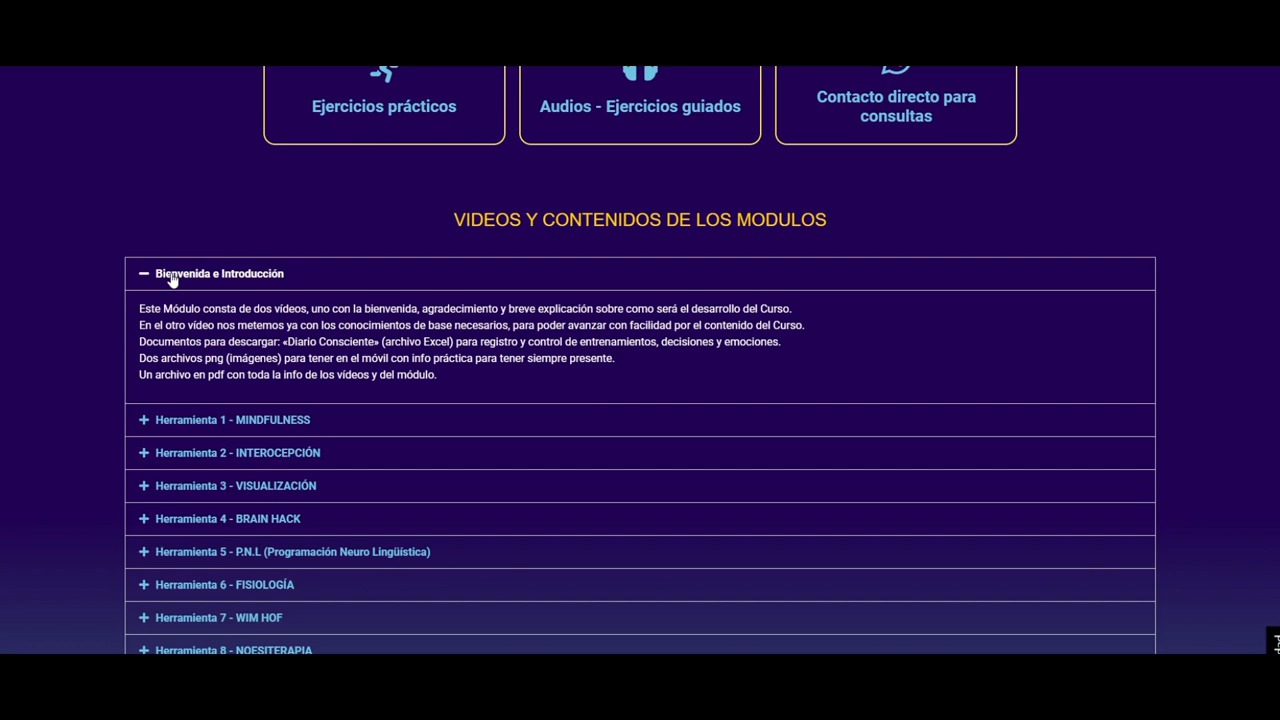 Ejercicios prácticos
Audios - Ejercicios guiados
Contacto directo para
consultas
VIDEOS Y CONTENIDOS DE LOS MODULOS
Bienvenida e Introducción
Este Módulo consta de dos vídeos, uno con la bienvenida, agradecimiento y breve explicación sobre como será el desarrollo del Curso.
En el otro vídeo nos metemos ya con los conocimientos de base necesarios, para poder avanzar con facilidad por el contenido del Curso.
Documentos para descargar: «Diario Consciente» (archivo Excel) para registro y control de entrenamientos, decisiones y emociones.
Dos archivos png (imágenes) para tener en el móvil con info práctica para tener siempre presente.
Un archivo en pdf con toda la info de los vídeos y del módulo.
Herramienta 1 - MINDFULNESS
Herramienta 2 - INTEROCEPCIÓN
Herramienta 3 - VISUALIZACIÓN
Herramienta 4 - BRAIN HACK
Herramienta 5 - P.N.L (Programación Neuro Lingüística)
Herramienta 6 - FISIOLOGÍA
Herramienta 7 - WIM HOF
Herramienta 8 - NOESITERAPIA